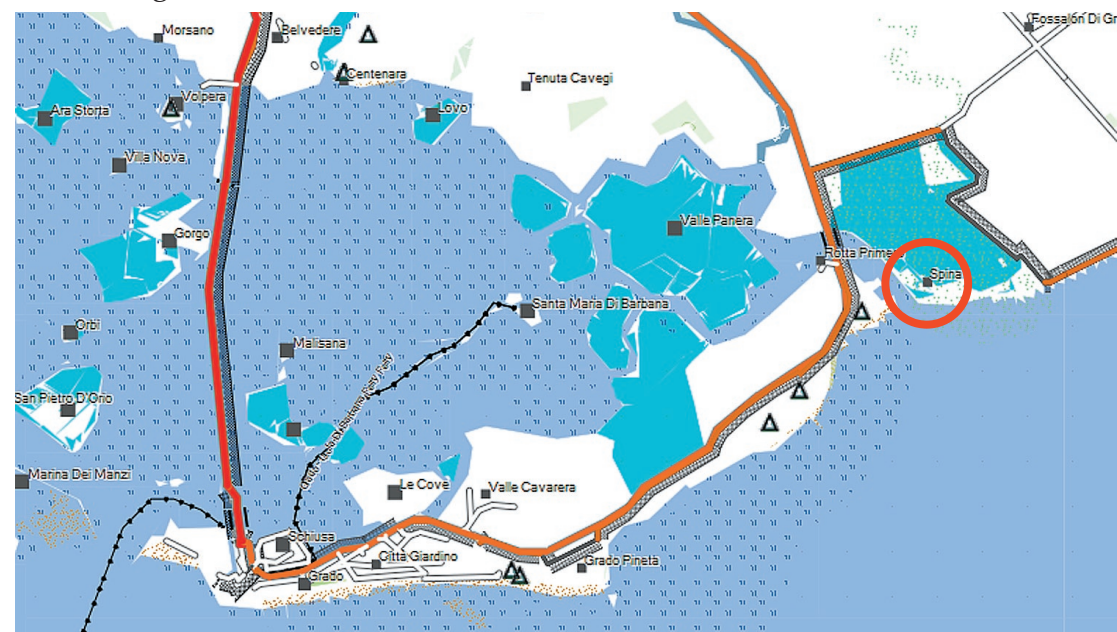 Morsano
Belvedere
Fossalon Di Gr
Centenara
Tenuta Cavegi
Volpera
Ara Storta
Lovo
Villa Nova
Valle Panera
Gorgo
Rotta Primero
Spina
Santa Maria Di Barbana
Orbi
Malisana
San Pietro D'Orio
Marina Dei Manzi
Le Cove
Valle Cavarera
Schiusa
Città Giardino
Grado Pineta
Grado